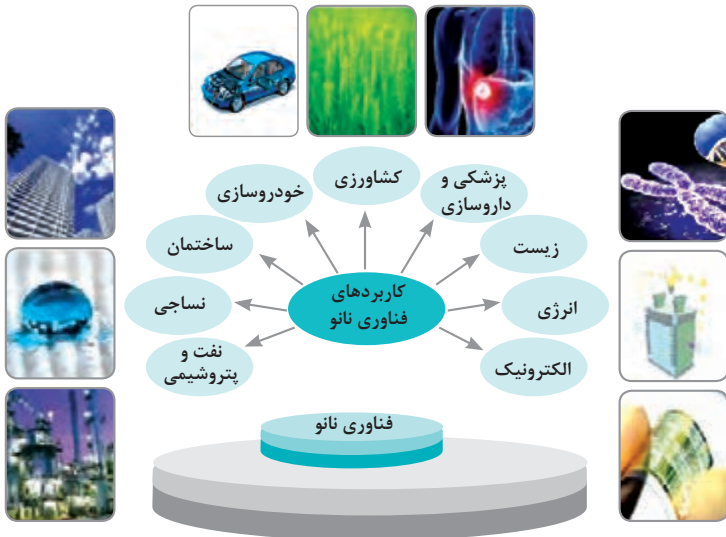 کاربردهای
فناوری نانو
پزشکی و
داروسازی
کشاورزی
خودروسازی
ساختمان
نساجی
نفت و
پتروشیمی
زیست
انرژی
الکترونیک
فناوری نانو